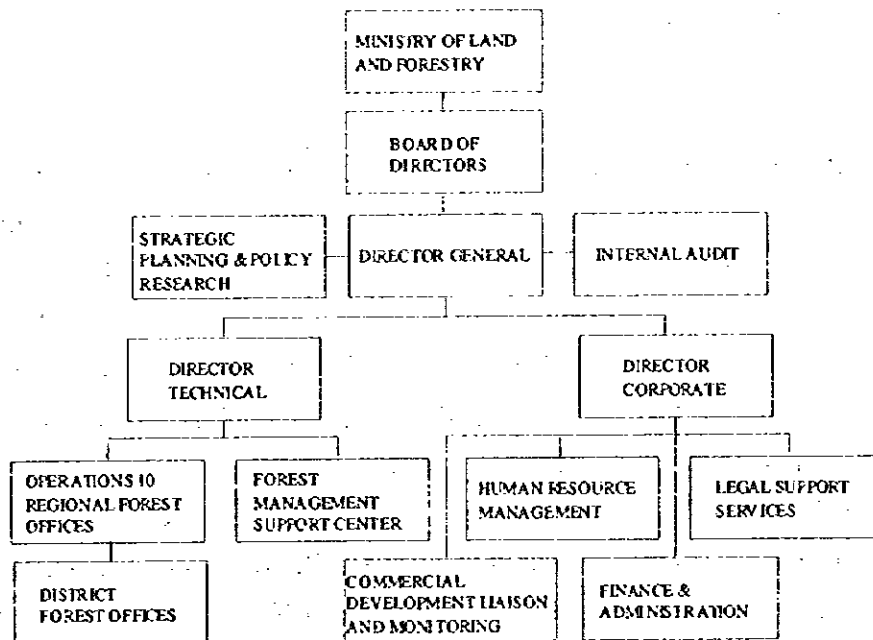 MINISTRY OF LAND
AND FORESTRY
BOARD OF
DIRECTORS
STRATEGIC
PLANNING & POLICY
RESEARCH
DIRECTOR GENERAL
INTERNAL AUDIT
DIRECTOR
TECHNICAL
DIRECTOR
CORPORATE
OPERATIONS 10
REGIONAL FOREST
OFFICES
FOREST
MANAGEMENT
SUPPORT CENTER
HUMAN RESOURCE
MANAGEMENT
LEGAL SUPPORT
SERVICES
DISTRICT
FOREST OFFICES
COMMERCIAL
DEVELOPMENT LIAISON
AND MONITORING
FINANCE &
ADMINISTRATION